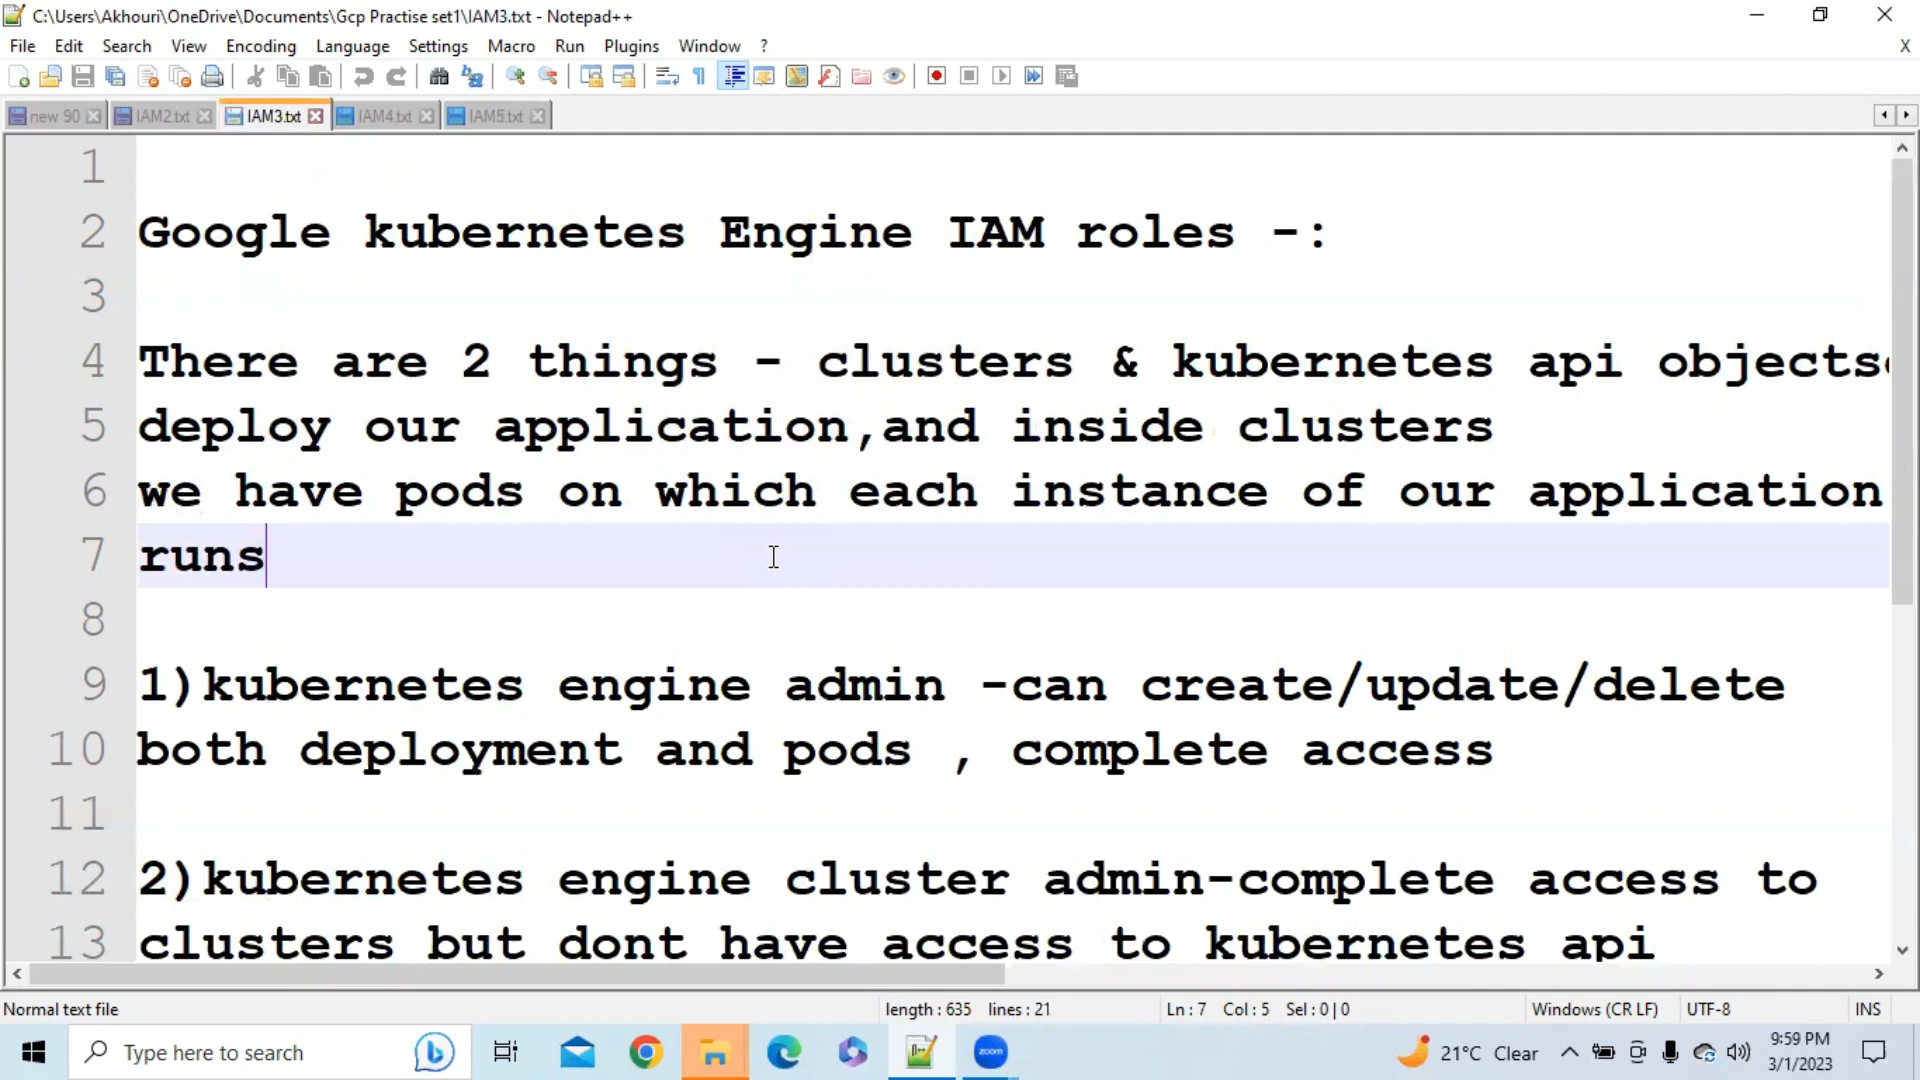 C:\Users\Akhouri\OneDrive\Documents\Gcp Practise set1\IAM3.txt - Notepad++
File Edit Search View Encoding Language Settings Macro Run Plugins Window ? X
new 90 IAM2.txt IAM3.txt IAM4.txt IAM5.txt
1
2 Google kubernetes Engine IAM roles -:
3
4 There are 2 things - clusters & kubernetes api objects
5 deploy our application,and inside clusters
6 we have pods on which each instance of our application
7 runs
8
9 1)kubernetes engine admin -can create/update/delete
10 both deployment and pods , complete access
11
12 2)kubernetes engine cluster admin-complete access to
13 clusters but dont have access to kubernetes api
Normal text file length : 635 lines : 21 Ln : 7 Col : 5 Sel : 0 | 0 Windows (CR LF) UTF-8 INS
Type here to search zoom 21°C Clear 9:59 PM
3/1/2023